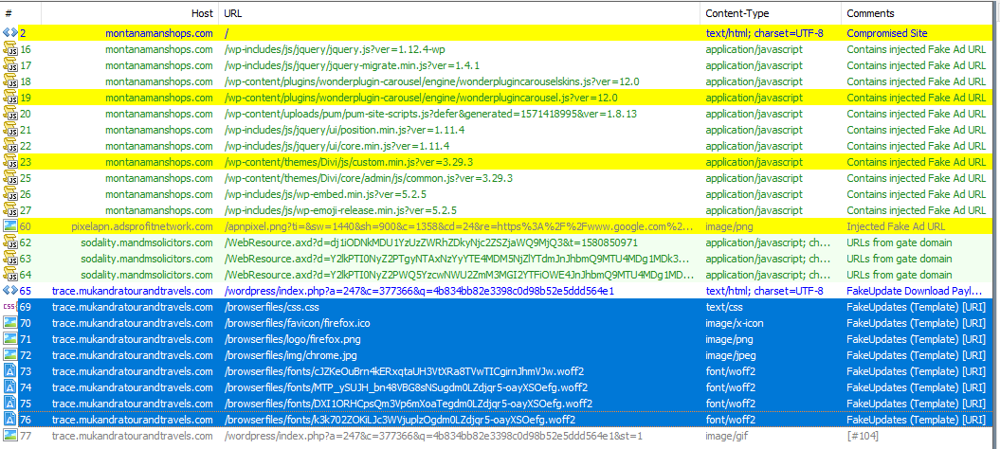 # Host URL Content-Type Comments
2 montanamanshops.com / text/html; charset=UTF-8 Compromised Site
16 montanamanshops.com /wp-includes/js/jquery/jquery.js?ver=1.12.4-wp application/javascript Contains injected Fake Ad URL
17 montanamanshops.com /wp-includes/js/jquery/jquery-migrate.min.js?ver=1.4.1 application/javascript Contains injected Fake Ad URL
18 montanamanshops.com /wp-content/plugins/wonderplugin-carousel/engine/wonderplugincarouselskins.js?ver=12.0 application/javascript Contains injected Fake Ad URL
19 montanamanshops.com /wp-content/plugins/wonderplugin-carousel/engine/wonderplugincarousel.js?ver=12.0 application/javascript Contains injected Fake Ad URL
20 montanamanshops.com /wp-content/uploads/pum/pum-site-scripts.js?defer&generated=1571418995&ver=1.8.13 application/javascript Contains injected Fake Ad URL
21 montanamanshops.com /wp-includes/js/jquery/ui/position.min.js?ver=1.11.4 application/javascript Contains injected Fake Ad URL
22 montanamanshops.com /wp-includes/js/jquery/ui/core.min.js?ver=1.11.4 application/javascript Contains injected Fake Ad URL
23 montanamanshops.com /wp-content/themes/Divi/js/custom.min.js?ver=3.29.3 application/javascript Contains injected Fake Ad URL
25 montanamanshops.com /wp-content/themes/Divi/core/admin/js/common.js?ver=3.29.3 application/javascript Contains injected Fake Ad URL
26 montanamanshops.com /wp-includes/js/wp-embed.min.js?ver=5.2.5 application/javascript Contains injected Fake Ad URL
27 montanamanshops.com /wp-includes/js/wp-emoji-release.min.js?ver=5.2.5 application/javascript Contains injected Fake Ad URL
60 pixelapn.adsprofitnetwork.com /apnpixel.png?ti=&sw=1440&sh=900&c=1358&cd=24&re=https%3A%2F%2Fwww.google.com%2... image/png Injected Fake Ad URL
62 sodality.mandmsolicitors.com /WebResource.axd?d=dj1iODNkMDU1YzUzZWRhZDkyNjc2ZSZjaWQ9MjQ3&t=1580850971 application/javascript; ch... URLs from gate domain
63 sodality.mandmsolicitors.com /WebResource.axd?d=Y2lkPTI0NyZ2PTgyNTAxNzYyYTE4MDM5NjZlYTdmJnJhbmQ9MTU4MDg1MDk3... application/javascript; ch... URLs from gate domain
64 sodality.mandmsolicitors.com /WebResource.axd?d=Y2lkPTI0NyZ2PWQ5YzcwNWU2ZmM3MGI2YTFiOWE4JnJhbmQ9MTU4MDg1MDg... application/javascript; ch... URLs from gate domain
65 trace.mukandratourandtravels.com /wordpress/index.php?a=247&c=377366&q=4b834bb82e3398c0d98b52e5904dd564e1 text/html; charset=UTF-8 FakeUpdate Download Payl...
69 trace.mukandratourandtravels.com /browserfiles/css.css text/css FakeUpdates (Template) [URI]
70 trace.mukandratourandtravels.com /browserfiles/favicon/firefox.ico image/x-icon FakeUpdates (Template) [URI]
71 trace.mukandratourandtravels.com /browserfiles/logo/firefox.png image/png FakeUpdates (Template) [URI]
72 trace.mukandratourandtravels.com /browserfiles/img/chrome.jpg image/jpeg FakeUpdates (Template) [URI]
73 trace.mukandratourandtravels.com /browserfiles/fonts/cJZKeOuBrn4kERxqtaUH3VtXRa8TVwTICgirnJhmVJw.woff2 font/woff2 FakeUpdates (Template) [URI]
74 trace.mukandratourandtravels.com /browserfiles/fonts/MTP_ySUJH_bn48VBG8sNSugdm0LZdjqr5-oayXSOefg.woff2 font/woff2 FakeUpdates (Template) [URI]
75 trace.mukandratourandtravels.com /browserfiles/fonts/DXI1ORHCpsQm3Vp6mXoaTegdm0LZdjqr5-oayXSOefg.woff2 font/woff2 FakeUpdates (Template) [URI]
76 trace.mukandratourandtravels.com /browserfiles/fonts/k3k702ZOKiLJc3WVjuplzOgdm0LZdjqr5-oayXSOefg.woff2 font/woff2 FakeUpdates (Template) [URI]
77 trace.mukandratourandtravels.com /wordpress/index.php?a=247&c=377366&q=4b834bb82e3398c0d98b52e5904dd564e1&st=1 image/gif [#104]